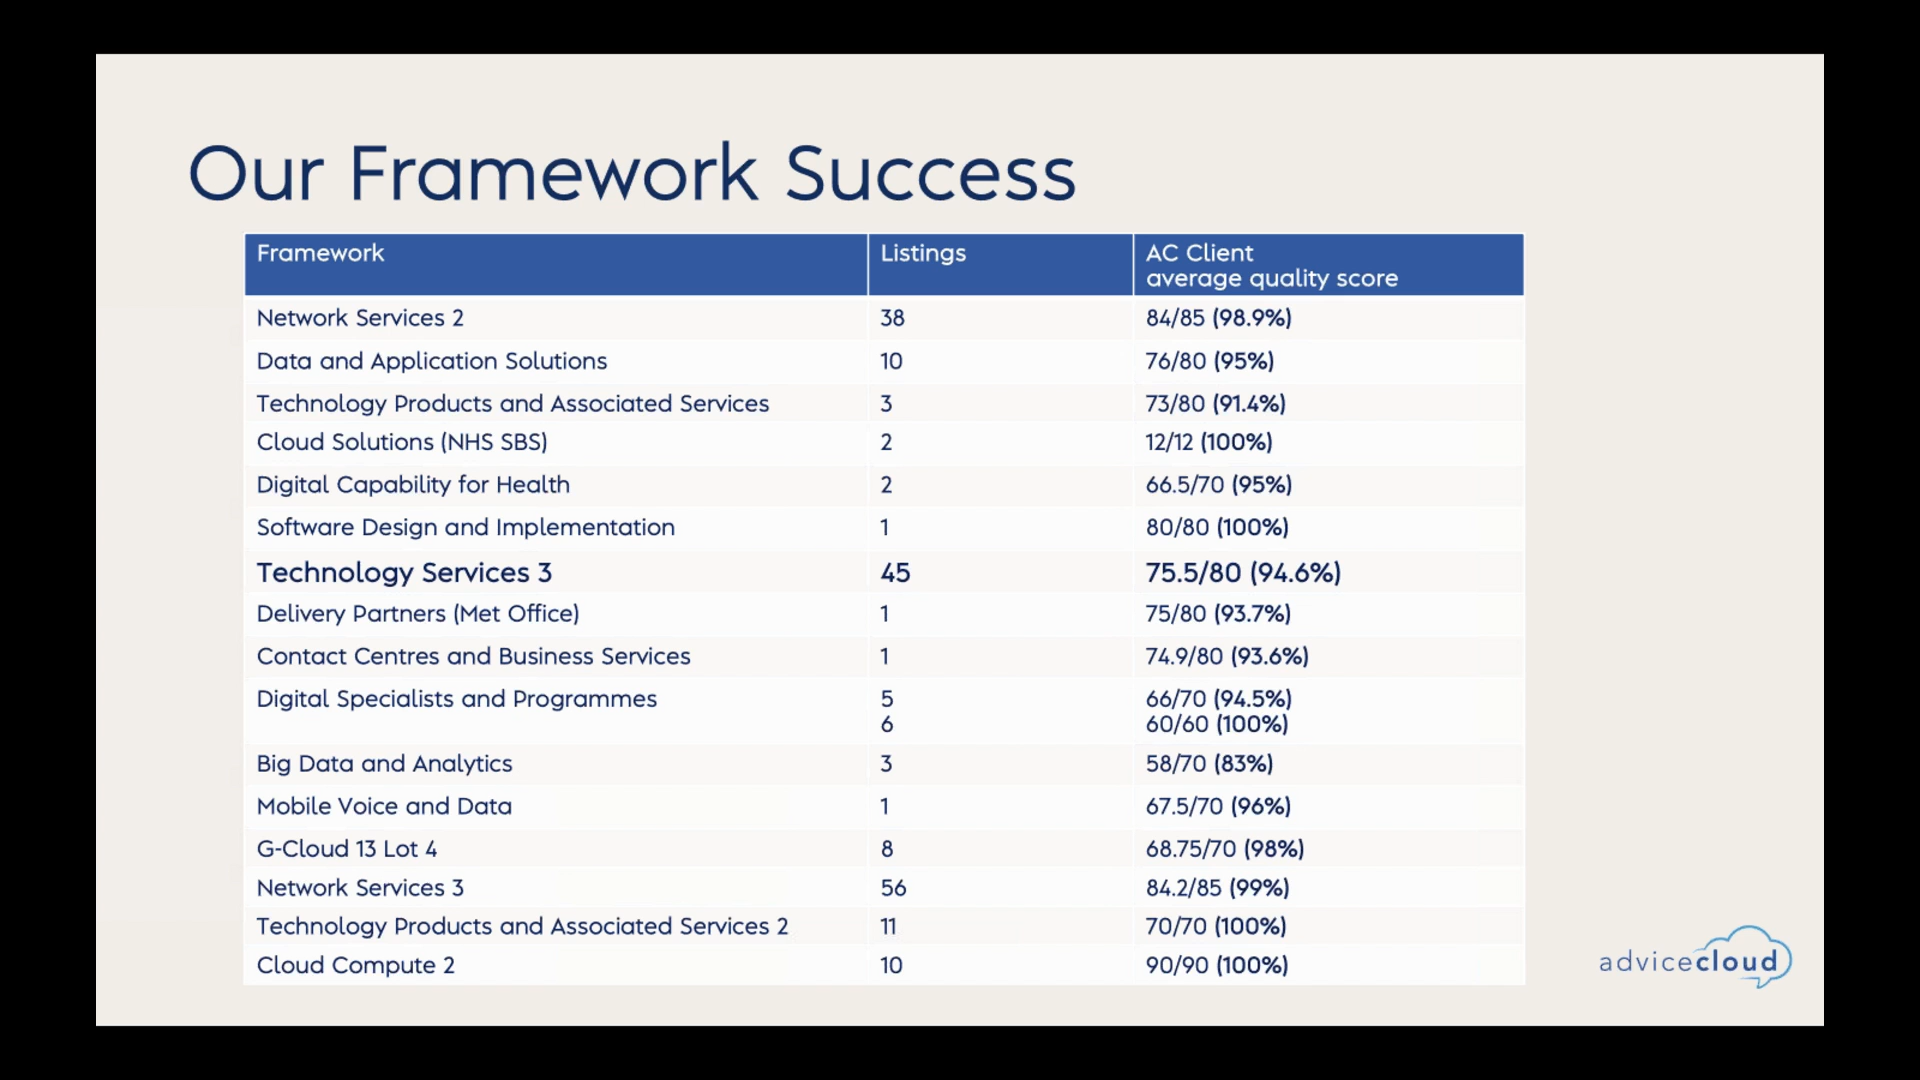 Our Framework Success
Framework Listings AC Client
average quality score
Network Services 2 38 84/85 (98.9%)
Data and Application Solutions 10 76/80 (95%)
Technology Products and Associated Services 3 73/80 (91.4%)
Cloud Solutions (NHS SBS) 2 12/12 (100%)
Digital Capability for Health 2 66.5/70 (95%)
Software Design and Implementation 1 80/80 (100%)
Technology Services 3 45 75.5/80 (94.6%)
Delivery Partners (Met Office) 1 75/80 (93.7%)
Contact Centres and Business Services 1 74.9/80 (93.6%)
Digital Specialists and Programmes 5 66/70 (94.5%)
6 60/60 (100%)
Big Data and Analytics 3 58/70 (83%)
Mobile Voice and Data 1 67.5/70 (96%)
G-Cloud 13 Lot 4 8 68.75/70 (98%)
Network Services 3 56 84.2/85 (99%)
Technology Products and Associated Services 2 11 70/70 (100%)
Cloud Compute 2 10 90/90 (100%)
advicecloud